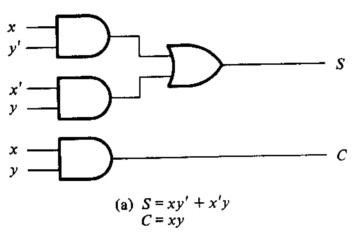 x
y'
S
x'
y
x
C
y
(a) S = xy' + x'y
C = xy